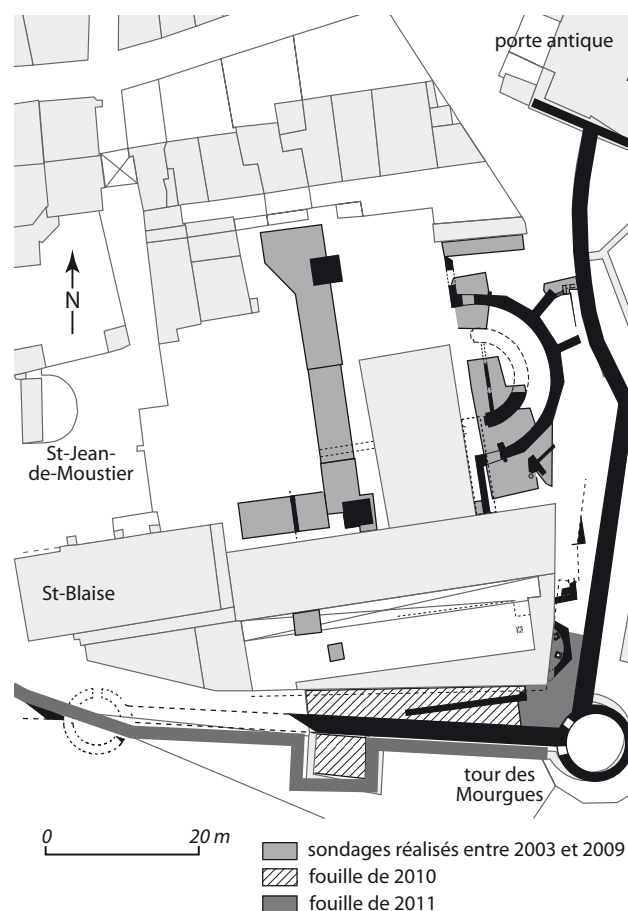 porte antique
N
St-Jean-
de-Moustier
St-Blaise
tour des
Mourgues
0 20 m
sondages réalisés entre 2003 et 2009
fouille de 2010
fouille de 2011